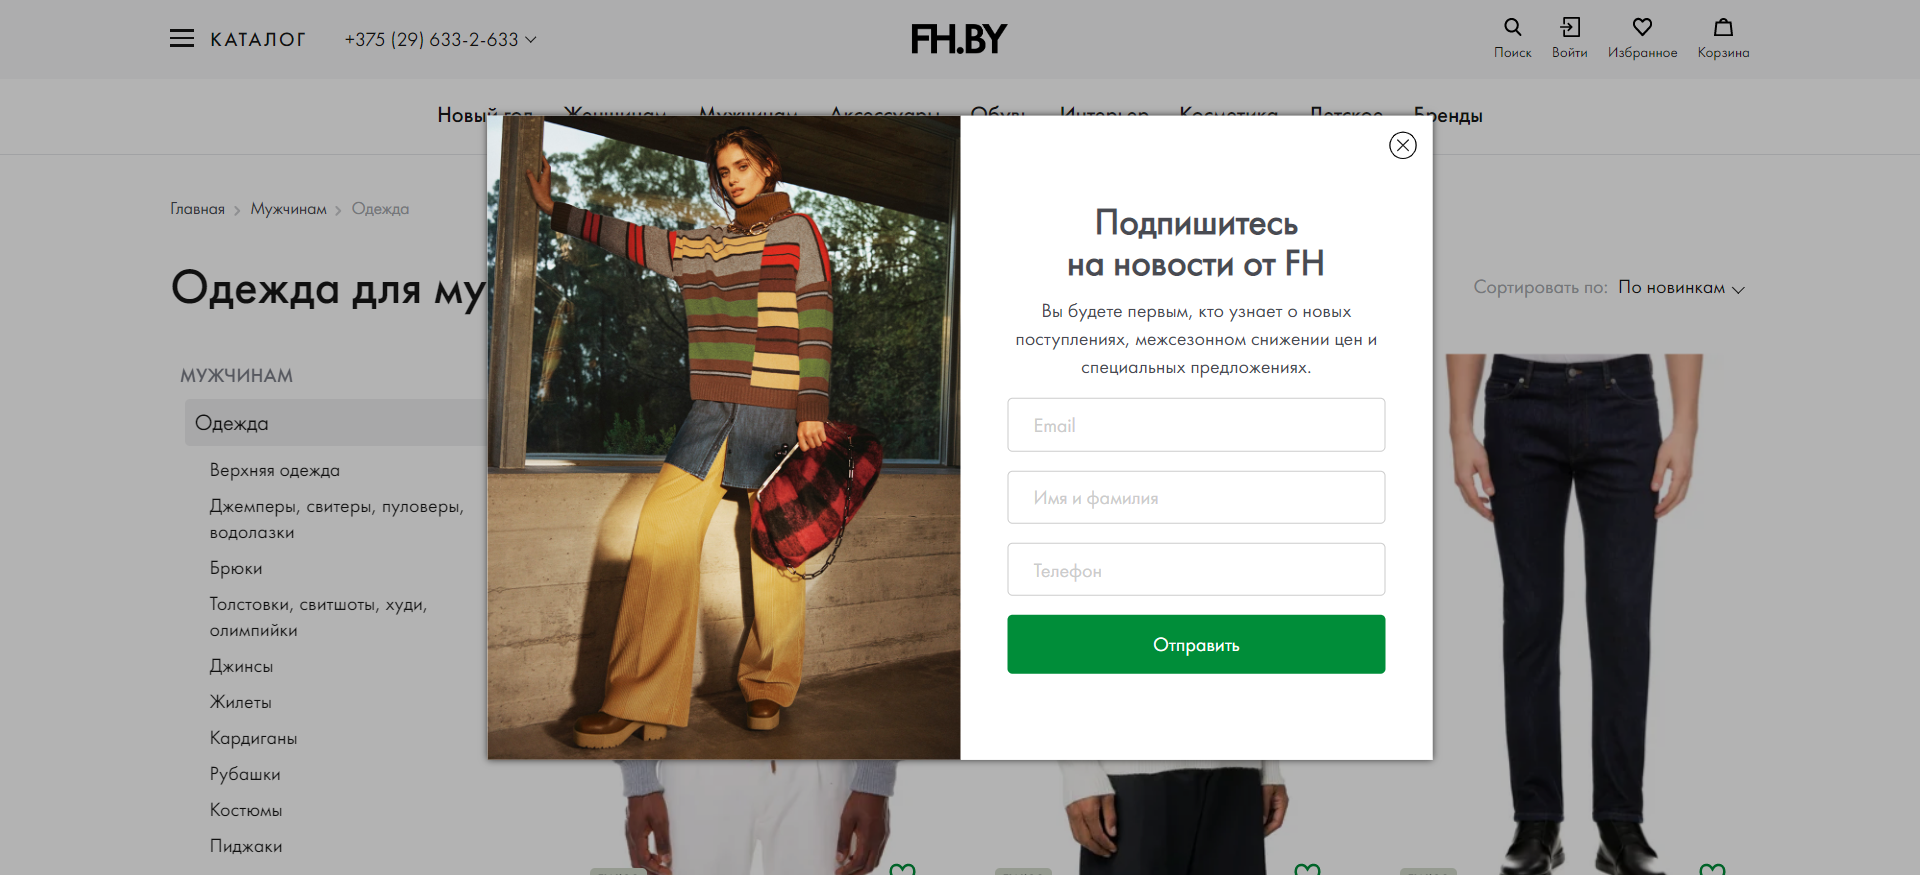 КАТАЛОГ
+375 (29) 633-2-633
FH.BY
Поиск
Войти
Избранное
Корзина
Новый год Женщинам Мужчинам Аксессуары Обувь Интерьер Косметика Детское Бренды
Главная
Мужчинам
Одежда
Одежда для му
Сортировать по: По новинкам
МУЖЧИНАМ
Одежда
Верхняя одежда
Джемперы, свитеры, пуловеры,
водолазки
Брюки
Толстовки, свитшоты, худи,
олимпийки
Джинсы
Жилеты
Кардиганы
Рубашки
Костюмы
Пиджаки
Подпишитесь
на новости от FH
Вы будете первым, кто узнает о новых
поступлениях, межсезонном снижении цен и
специальных предложениях.
Email
Имя и фамилия
Телефон
Отправить